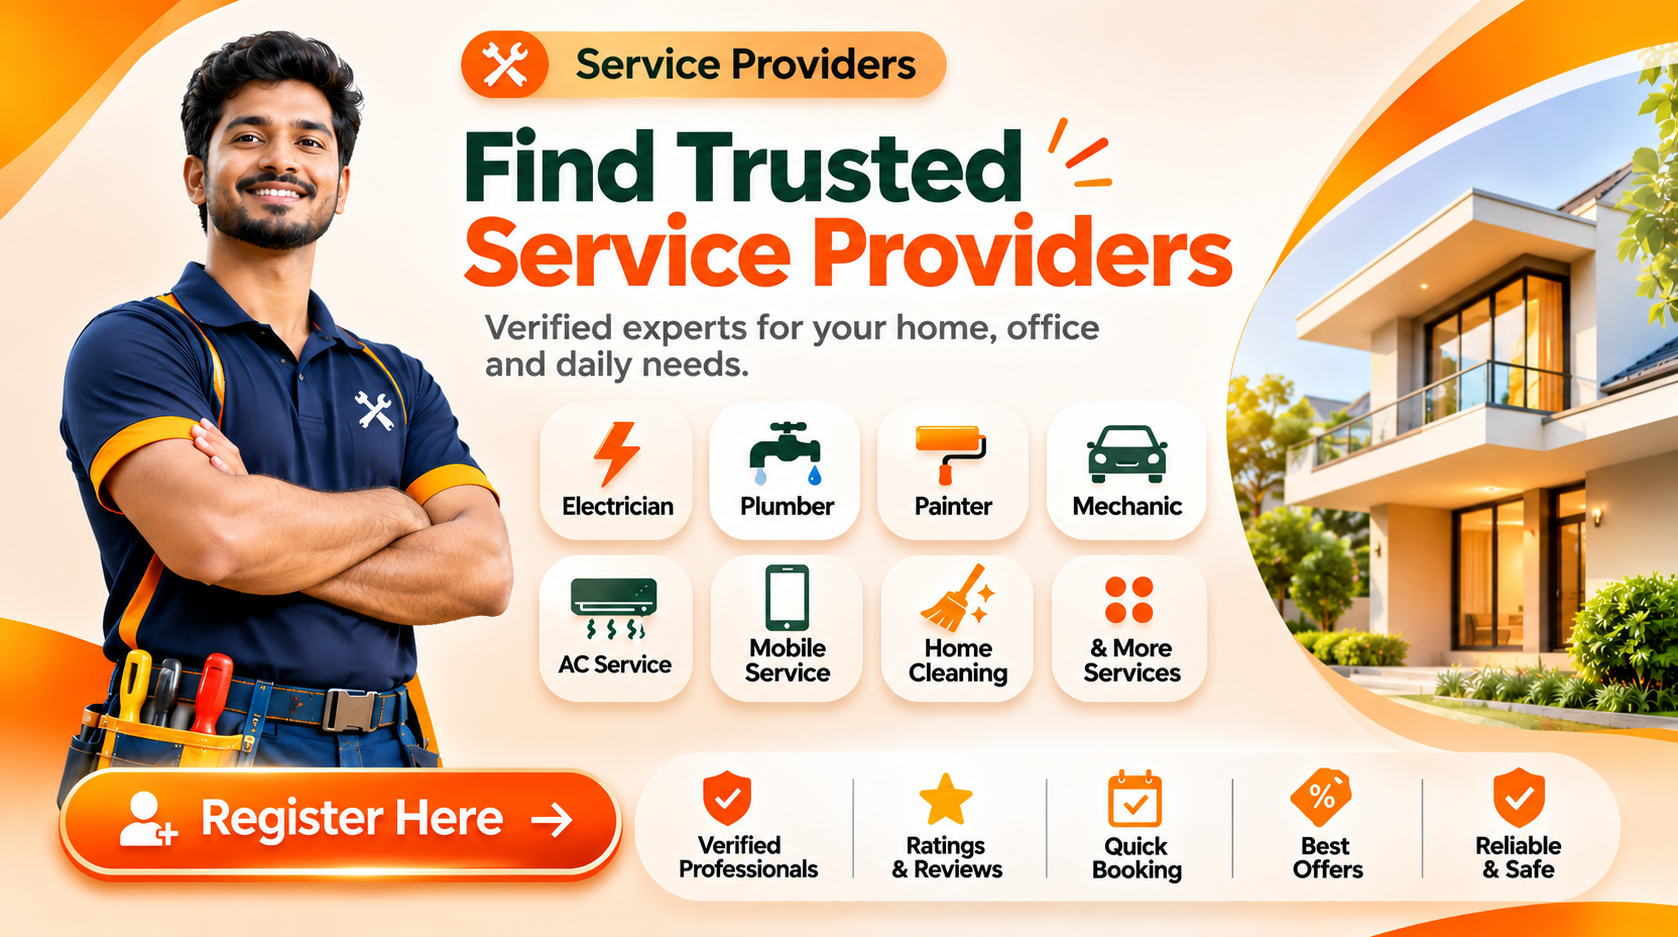 Service Providers
Find Trusted
Service Providers
Verified experts for your home, office
and daily needs.
Electrician
Plumber
Painter
Mechanic
AC Service
Mobile
Service
Home
Cleaning
& More
Services
Register Here
Verified
Professionals
Ratings
& Reviews
Quick
Booking
%
Best
Offers
Reliable
& Safe